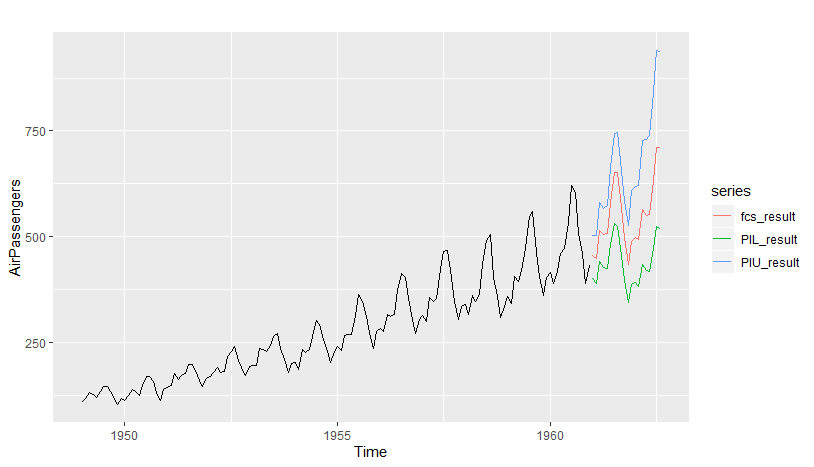 750
500
250
AirPassengers
1950
1955
1960
Time
series
fcs_result
PIL_result
PIU_result